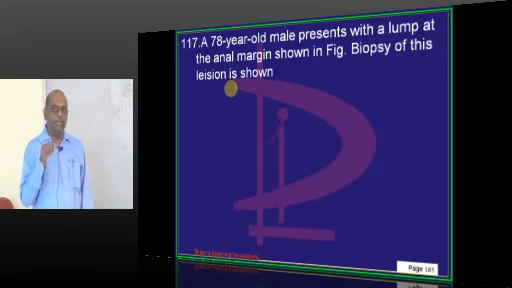 117.A 78-year-old male presents with a lump at
the anal margin shown in Fig. Biopsy of this
leision is shown
Page 181